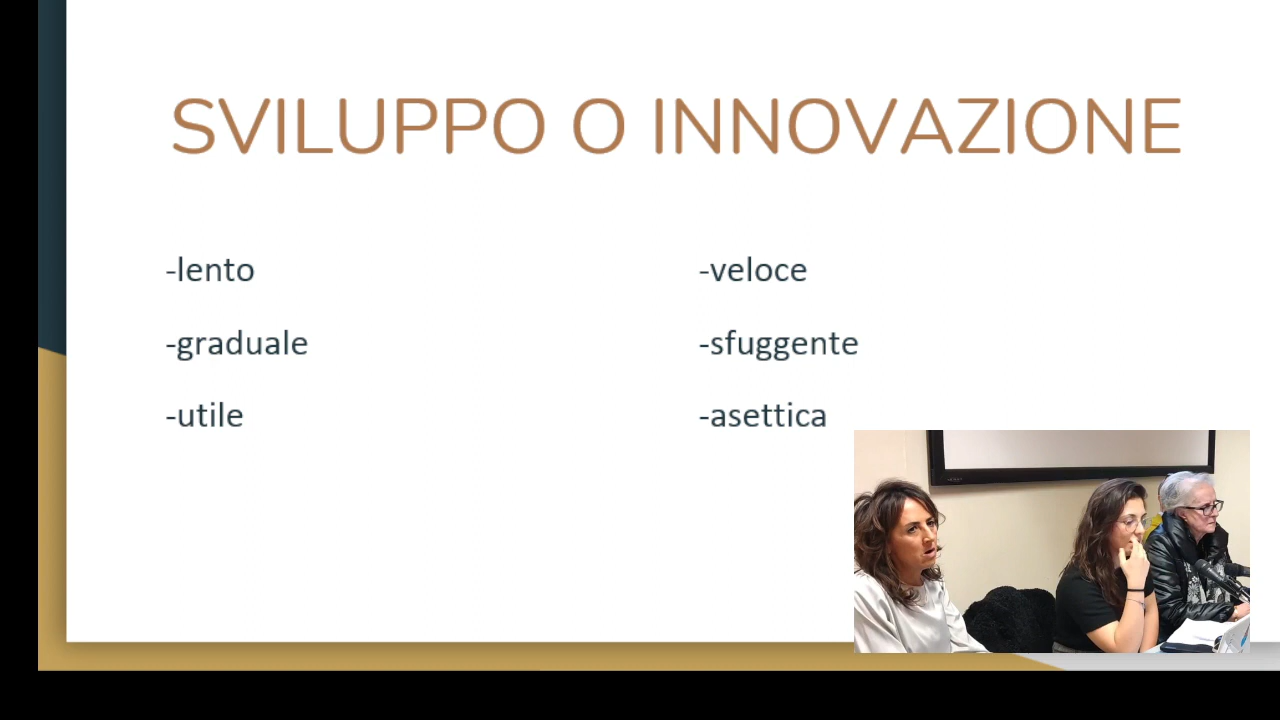 SVILUPPO O INNOVAZIONE
-lento
-graduale
-utile
-veloce
-sfuggente
-asettica